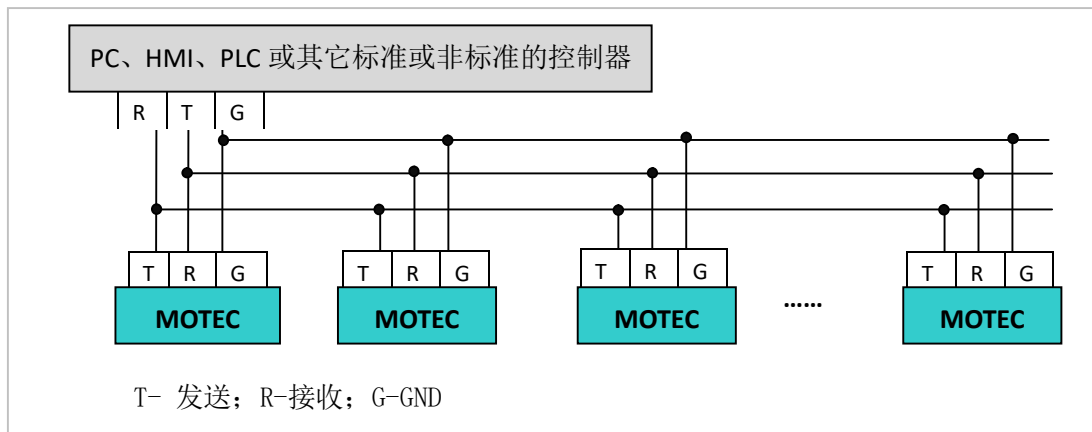 PC、HMI、PLC 或其它标准或非标准的控制器
R T G
T R G T R G T R G T R G
MOTEC MOTEC MOTEC …… MOTEC
T- 发送；R-接收；G-GND